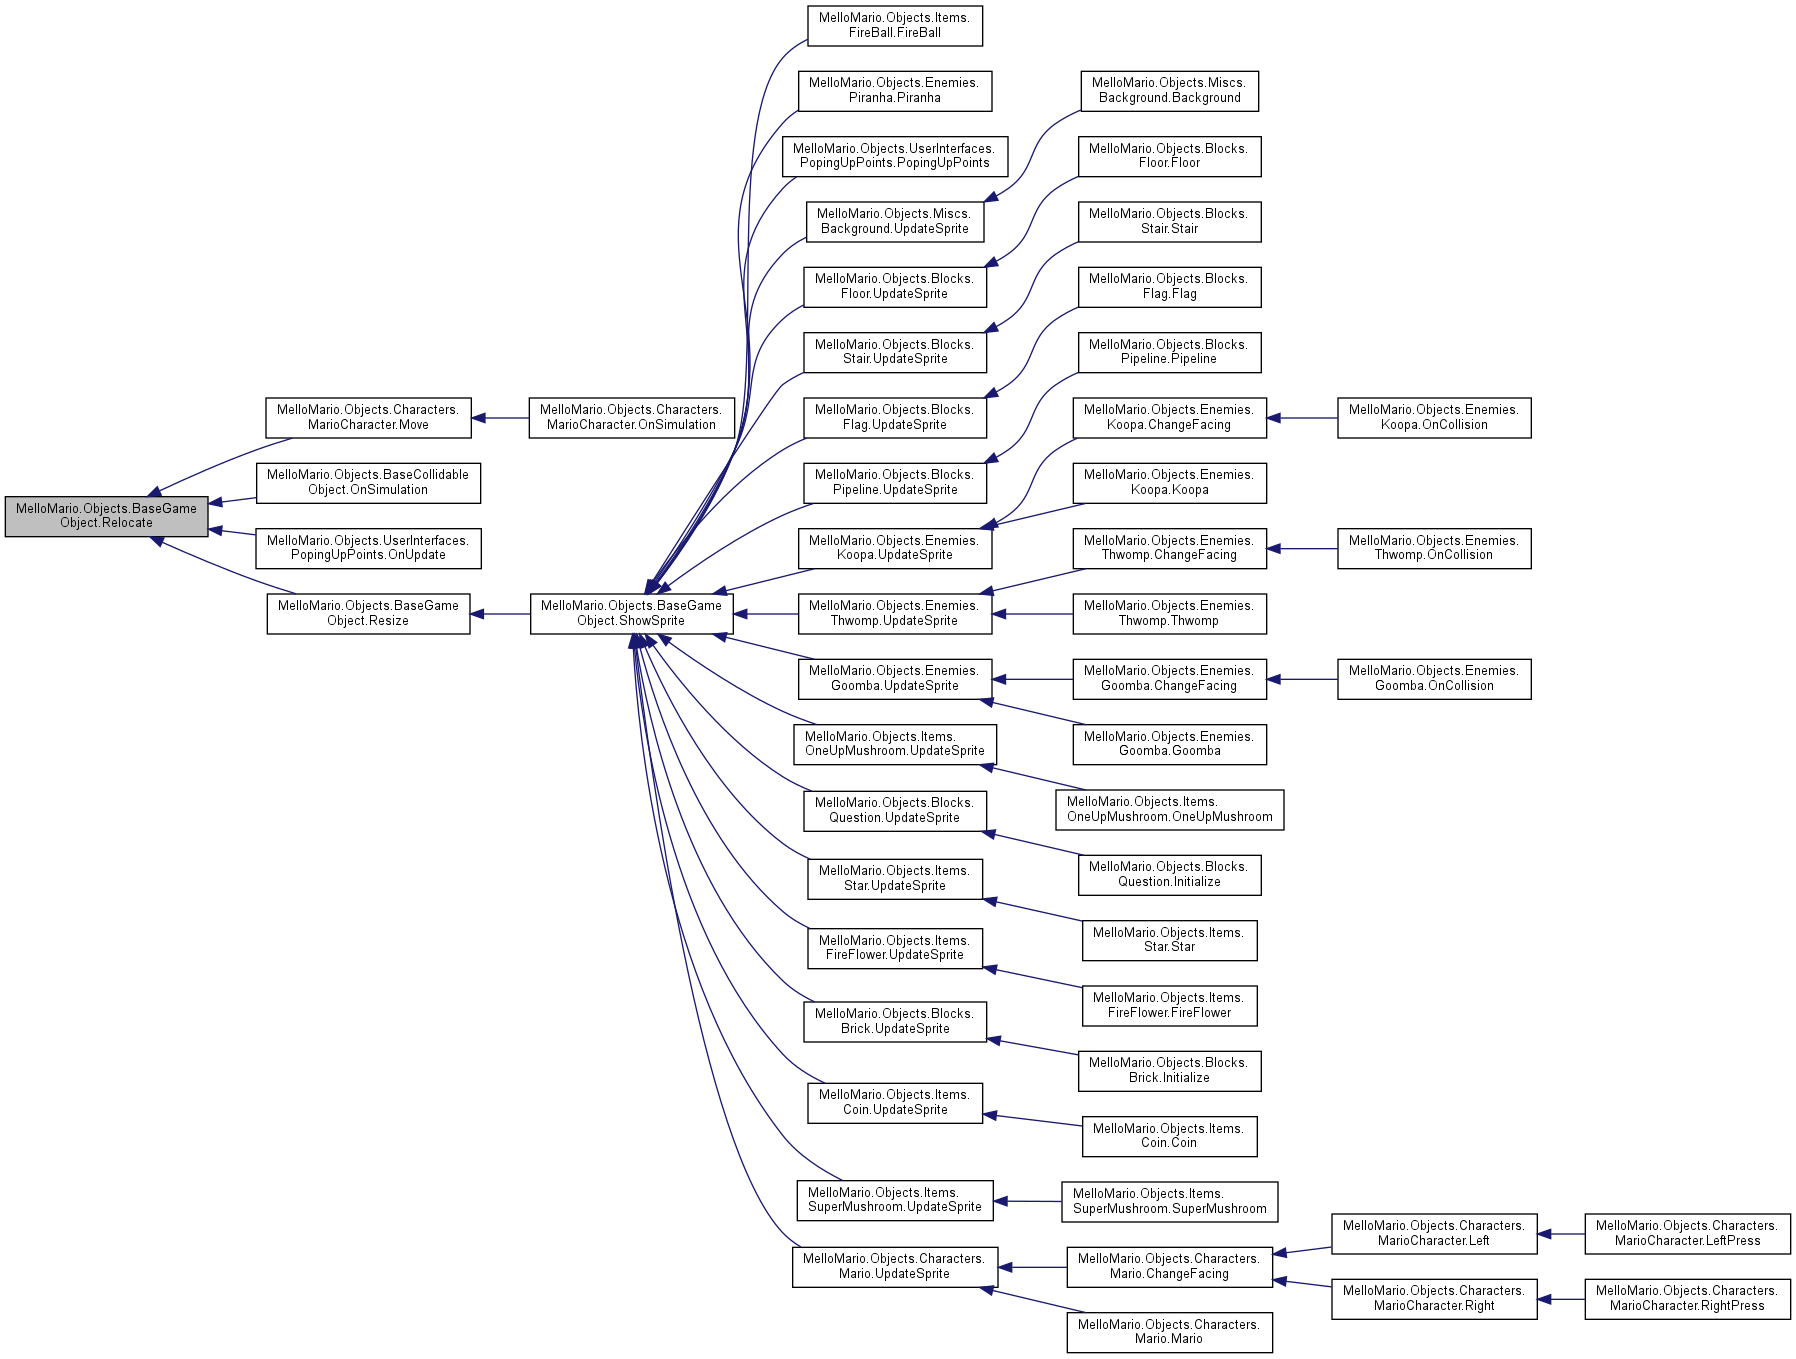 MelloMario.Objects.BaseGame
Object.Relocate
MelloMario.Objects.Characters.
MarioCharacter.Move
MelloMario.Objects.BaseCollidable
Object.OnSimulation
MelloMario.Objects.UserInterfaces.
PopingUpPoints.OnUpdate
MelloMario.Objects.BaseGame
Object.Resize
MelloMario.Objects.Characters.
MarioCharacter.OnSimulation
MelloMario.Objects.BaseGame
Object.ShowSprite
MelloMario.Objects.Items.
FireBall.FireBall
MelloMario.Objects.Enemies.
Piranha.Piranha
MelloMario.Objects.UserInterfaces.
PopingUpPoints.PopingUpPoints
MelloMario.Objects.Miscs.
Background.UpdateSprite
MelloMario.Objects.Blocks.
Floor.UpdateSprite
MelloMario.Objects.Blocks.
Stair.UpdateSprite
MelloMario.Objects.Blocks.
Flag.UpdateSprite
MelloMario.Objects.Blocks.
Pipeline.UpdateSprite
MelloMario.Objects.Enemies.
Koopa.UpdateSprite
MelloMario.Objects.Enemies.
Thwomp.UpdateSprite
MelloMario.Objects.Enemies.
Goomba.UpdateSprite
MelloMario.Objects.Items.
OneUpMushroom.UpdateSprite
MelloMario.Objects.Blocks.
Question.UpdateSprite
MelloMario.Objects.Items.
Star.UpdateSprite
MelloMario.Objects.Items.
FireFlower.UpdateSprite
MelloMario.Objects.Blocks.
Brick.UpdateSprite
MelloMario.Objects.Items.
Coin.UpdateSprite
MelloMario.Objects.Items.
SuperMushroom.UpdateSprite
MelloMario.Objects.Characters.
Mario.UpdateSprite
MelloMario.Objects.Miscs.
Background.Background
MelloMario.Objects.Blocks.
Floor.Floor
MelloMario.Objects.Blocks.
Stair.Stair
MelloMario.Objects.Blocks.
Flag.Flag
MelloMario.Objects.Blocks.
Pipeline.Pipeline
MelloMario.Objects.Enemies.
Koopa.ChangeFacing
MelloMario.Objects.Enemies.
Koopa.Koopa
MelloMario.Objects.Enemies.
Thwomp.ChangeFacing
MelloMario.Objects.Enemies.
Thwomp.Thwomp
MelloMario.Objects.Enemies.
Goomba.ChangeFacing
MelloMario.Objects.Enemies.
Goomba.Goomba
MelloMario.Objects.Items.
OneUpMushroom.OneUpMushroom
MelloMario.Objects.Blocks.
Question.Initialize
MelloMario.Objects.Items.
Star.Star
MelloMario.Objects.Items.
FireFlower.FireFlower
MelloMario.Objects.Blocks.
Brick.Initialize
MelloMario.Objects.Items.
Coin.Coin
MelloMario.Objects.Items.
SuperMushroom.SuperMushroom
MelloMario.Objects.Characters.
Mario.ChangeFacing
MelloMario.Objects.Characters.
Mario.Mario
MelloMario.Objects.Enemies.
Koopa.OnCollision
MelloMario.Objects.Enemies.
Thwomp.OnCollision
MelloMario.Objects.Enemies.
Goomba.OnCollision
MelloMario.Objects.Characters.
MarioCharacter.Left
MelloMario.Objects.Characters.
MarioCharacter.Right
MelloMario.Objects.Characters.
MarioCharacter.LeftPress
MelloMario.Objects.Characters.
MarioCharacter.RightPress